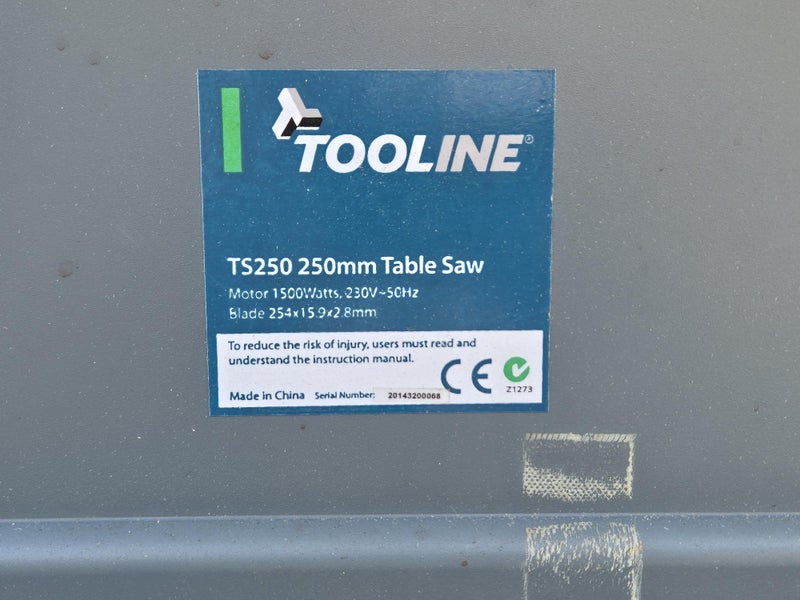 TOOLINE®
TS250 250mm Table Saw
Motor 1500Watts, 230V~50Hz
Blade 254x15.9x2.8mm
To reduce the risk of injury, users must read and
understand the instruction manual.
CE
Z1273
Made in China Serial Number: 20143200068